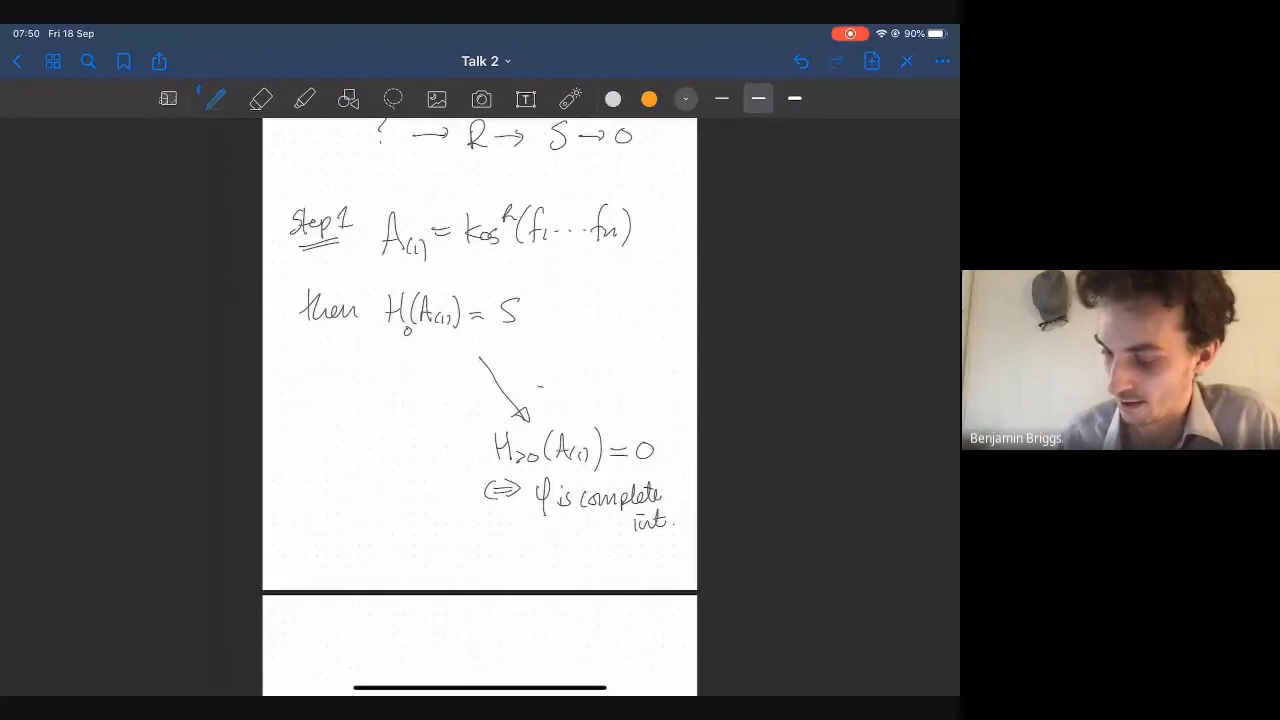 07:50 Fri 18 Sep
90%
Talk 2
T
? → R → S → 0
Step 1 A₍₁₎ = Kos^R(f₁ ... fₙ)
then H₀(A₍₁₎) = S
H>0(A₍₁₎) = 0
⇔ φ is complete
int.
Benjamin Briggs